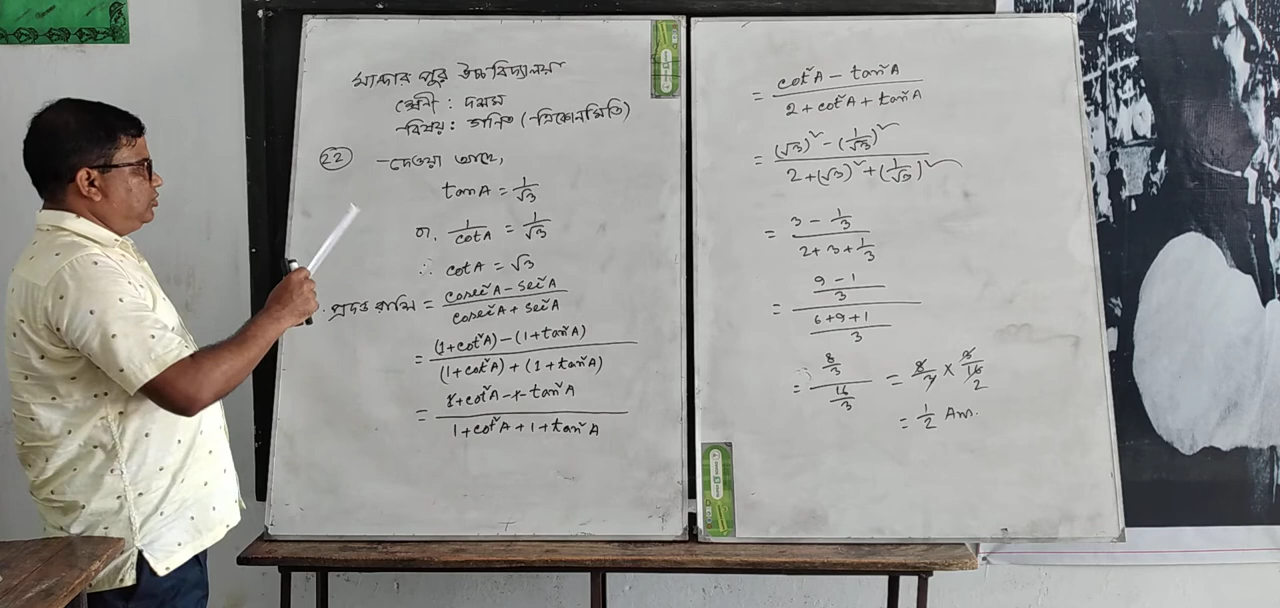 মান্দার পুর উচ্চ বিদ্যালয়
শ্রেণী : দশম
বিষয় : গণিত (ত্রিকোনমিতি)
22 দেওয়া আছে,
tanA = 1/√3
বা, 1/cotA = 1/√3
∴ cotA = √3
প্রদত্ত রাশি = (cosec²A - sec²A)/(cosec²A + sec²A)
= ((1+cot²A) - (1+tan²A))/((1+cot²A) + (1+tan²A))
= (1+cot²A - 1 - tan²A)/(1+cot²A + 1 + tan²A)
= (cot²A - tan²A)/(2 + cot²A + tan²A)
= ((√3)² - (1/√3)²)/(2 + (√3)² + (1/√3)²)
= (3 - 1/3)/(2 + 3 + 1/3)
= ((9 - 1)/3)/((6+9+1)/3)
= (8/3)/(16/3) = 8/3 × 3/16 2
= 1/2 Ans.